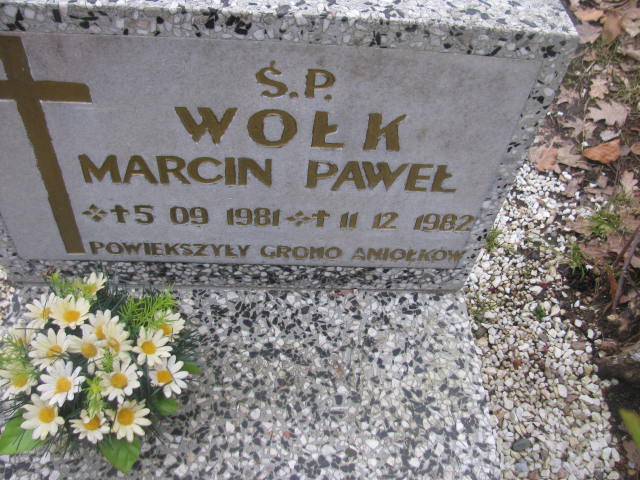 Ś.P.
WOŁK
MARCIN PAWEŁ
✣ † 5 09 1981 ✣ † 11 12 1982
POWIEKSZYŁY GRONO ANIOŁKÓW